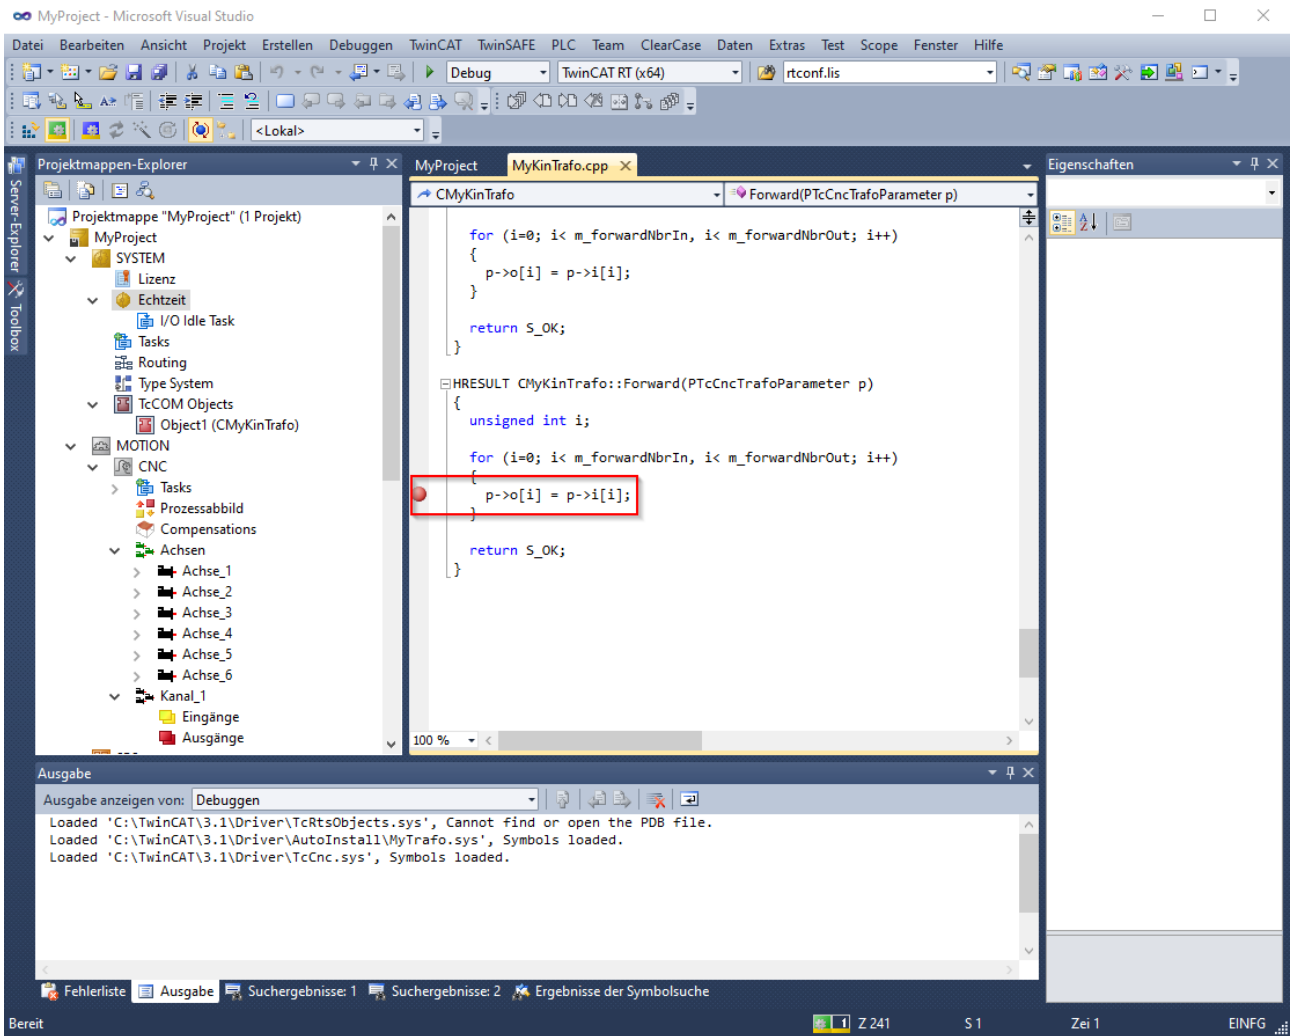 MyProject - Microsoft Visual Studio
Datei Bearbeiten Ansicht Projekt Erstellen Debuggen TwinCAT TwinSAFE PLC Team ClearCase Daten Extras Test Scope Fenster Hilfe
Debug TwinCAT RT (x64) rtconf.lis
<Lokal>
Server-Explorer
Toolbox
Projektmappen-Explorer
Projektmappe "MyProject" (1 Projekt)
MyProject
SYSTEM
Lizenz
Echtzeit
I/O Idle Task
Tasks
Routing
Type System
TcCOM Objects
Object1 (CMyKinTrafo)
MOTION
CNC
Tasks
Prozessabbild
Compensations
Achsen
Achse_1
Achse_2
Achse_3
Achse_4
Achse_5
Achse_6
Kanal_1
Eingänge
Ausgänge
MyProject MyKinTrafo.cpp
CMyKinTrafo Forward(PTcCncTrafoParameter p)
for (i=0; i< m_forwardNbrIn, i< m_forwardNbrOut; i++)
{
p->o[i] = p->i[i];
}
return S_OK;
}
HRESULT CMyKinTrafo::Forward(PTcCncTrafoParameter p)
{
unsigned int i;
for (i=0; i< m_forwardNbrIn, i< m_forwardNbrOut; i++)
{
p->o[i] = p->i[i];
}
return S_OK;
}
100 %
Eigenschaften
Ausgabe
Ausgabe anzeigen von: Debuggen
Loaded 'C:\TwinCAT\3.1\Driver\TcRtsObjects.sys', Cannot find or open the PDB file.
Loaded 'C:\TwinCAT\3.1\Driver\AutoInstall\MyTrafo.sys', Symbols loaded.
Loaded 'C:\TwinCAT\3.1\Driver\TcCnc.sys', Symbols loaded.
Fehlerliste Ausgabe Suchergebnisse: 1 Suchergebnisse: 2 Ergebnisse der Symbolsuche
Bereit 1 Z 241 S 1 Zei 1 EINFG